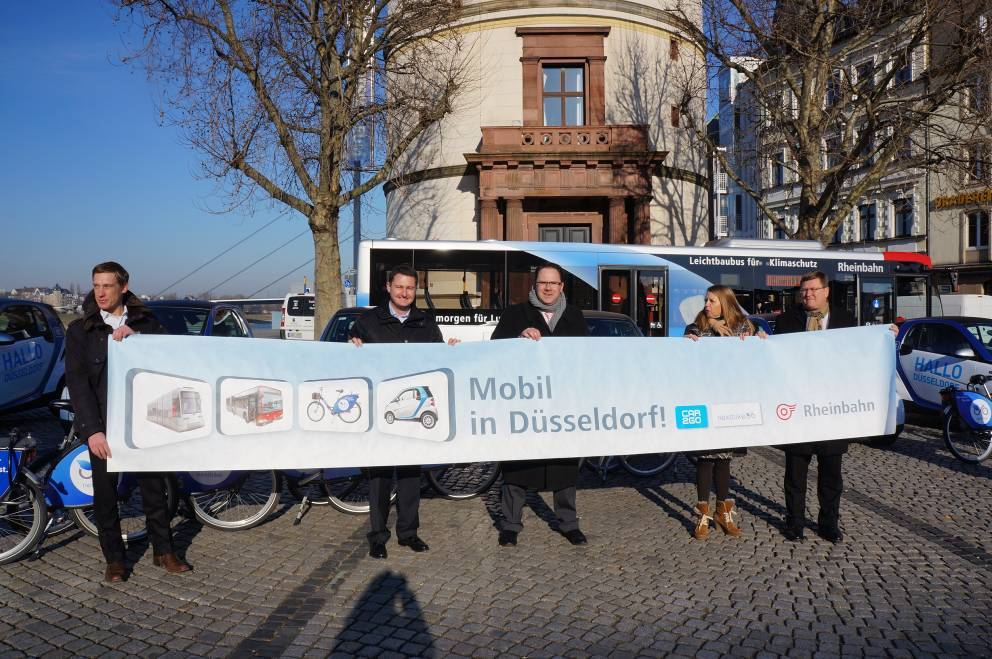 Leichtbaubus für Klimaschutz
Rheinbahn
morgen für
HALLO
DÜSSELDORF
HALLO
DÜSSELDORF
Mobil
in Düsseldorf!
CAR2GO
nextbike
Rheinbahn